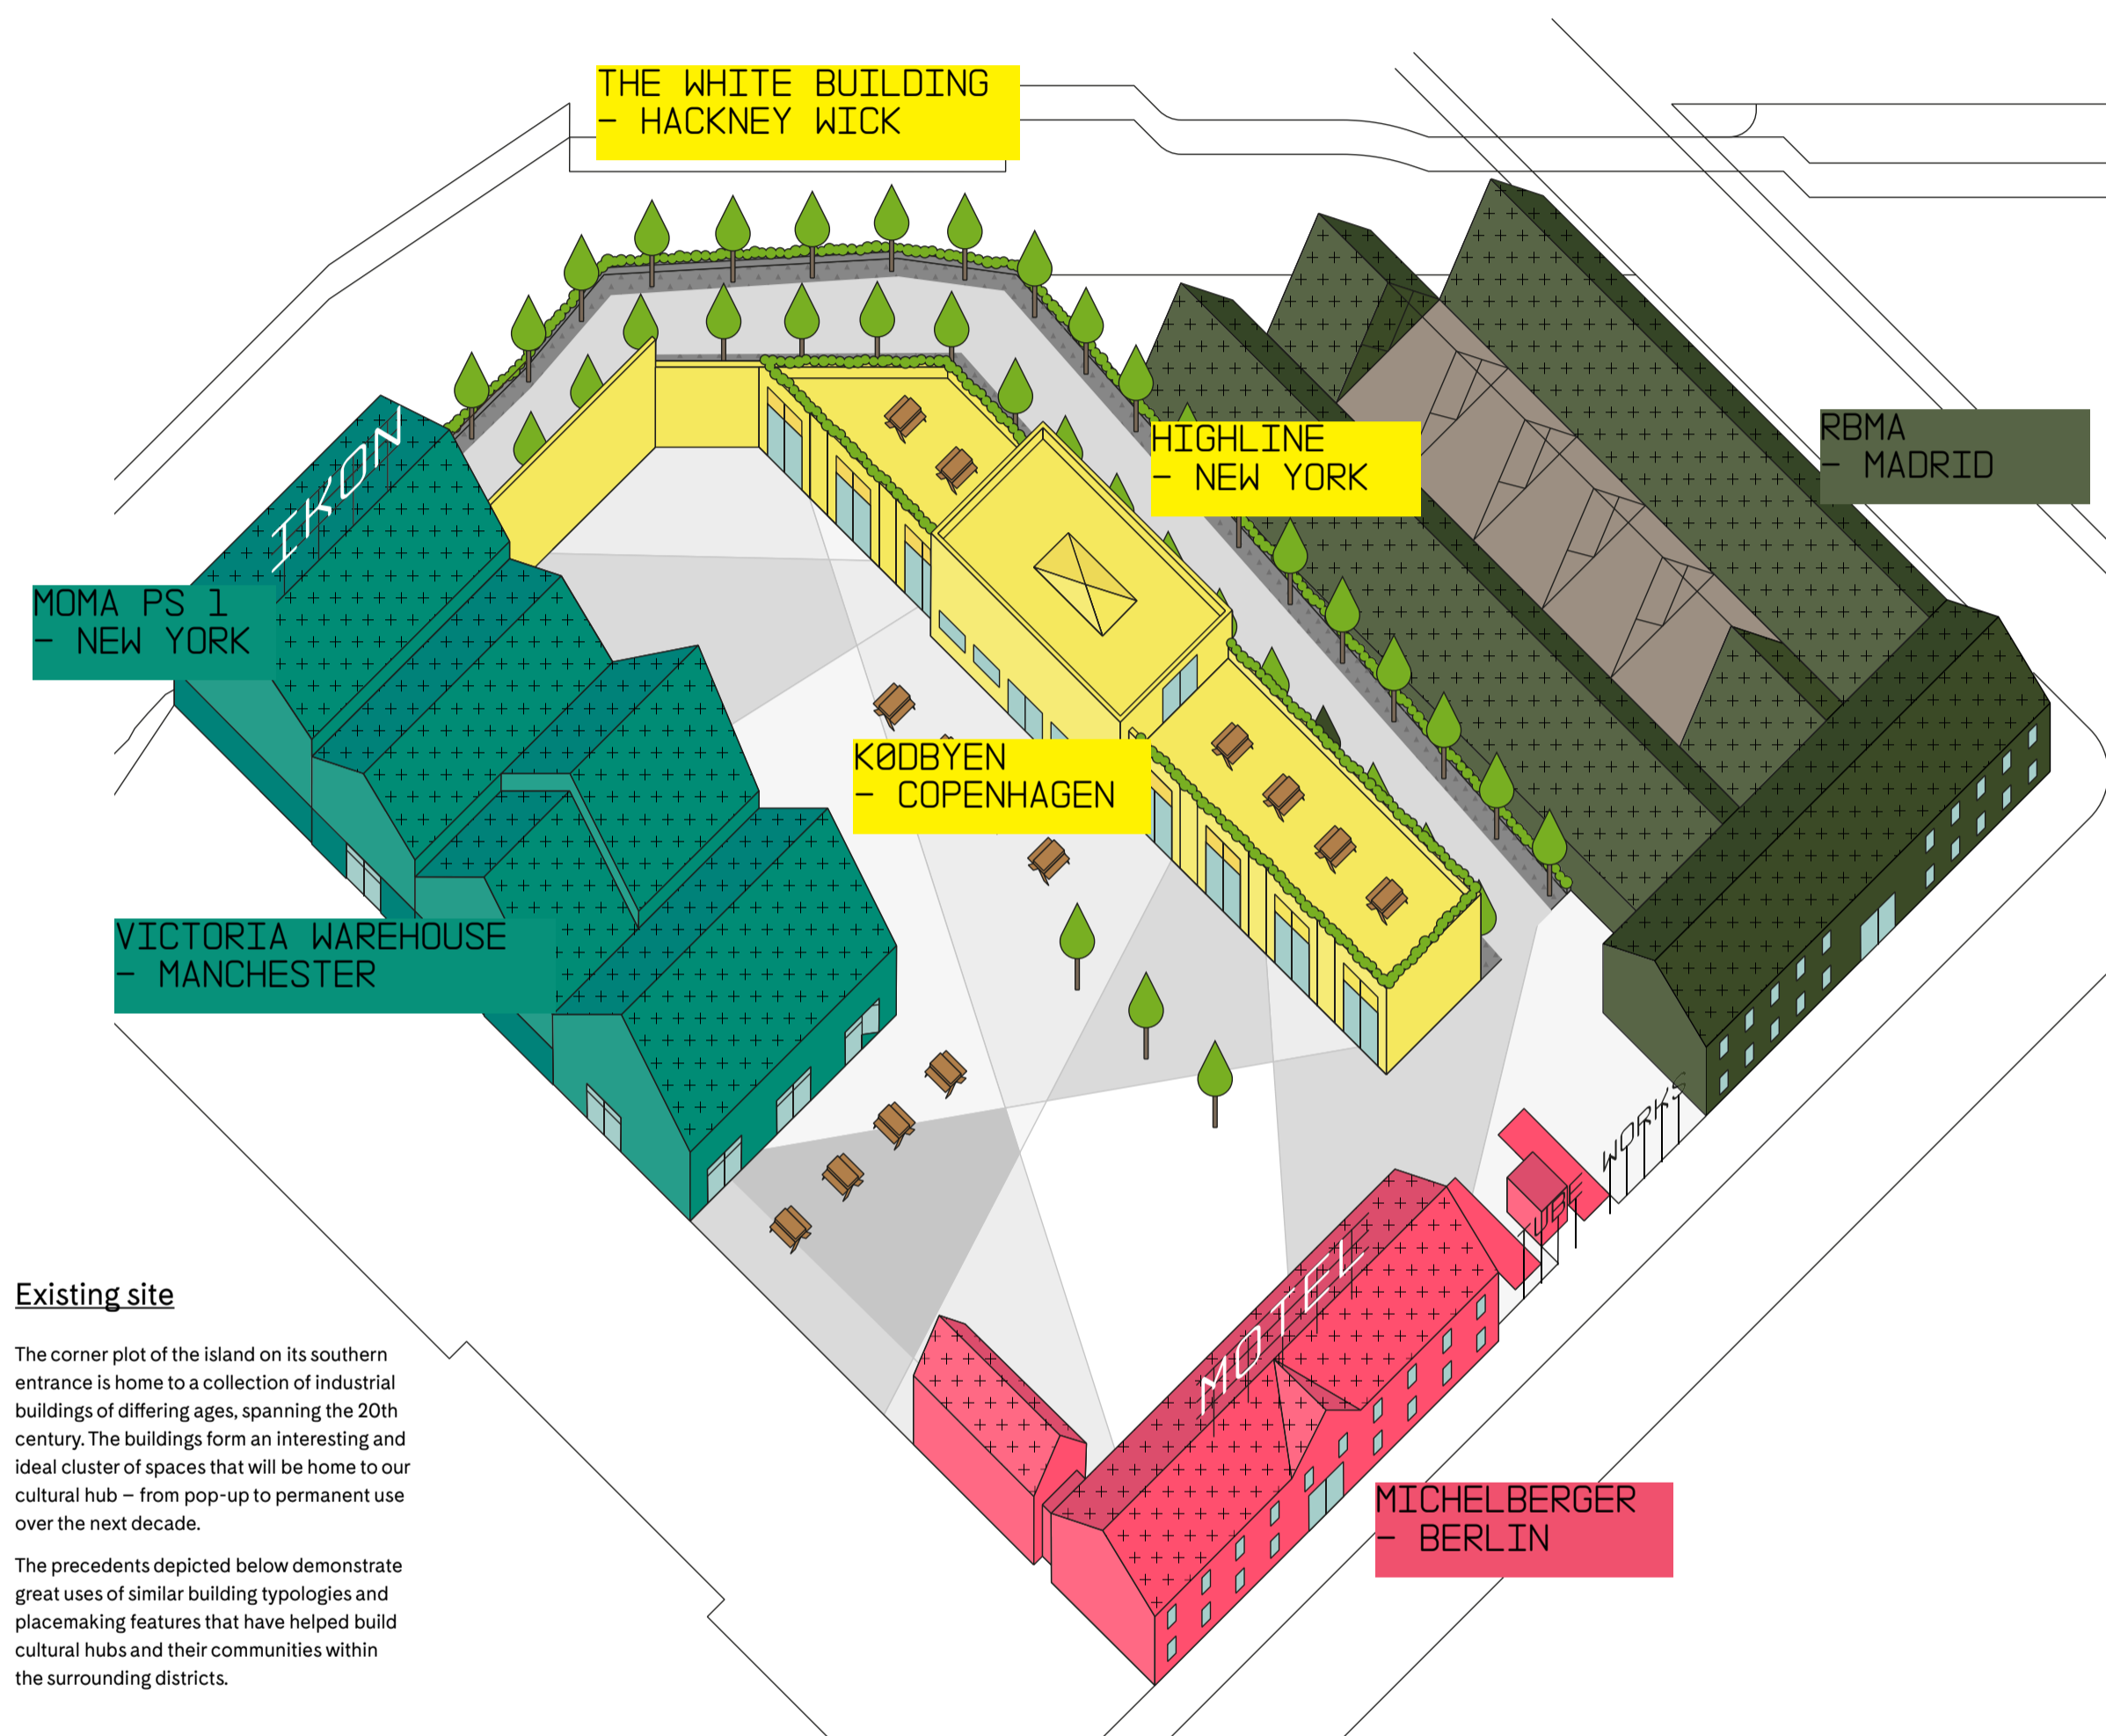 THE WHITE BUILDING
– HACKNEY WICK
IKON
HIGHLINE
– NEW YORK
RBMA
– MADRID
MOMA PS 1
– NEW YORK
KØDBYEN
– COPENHAGEN
VICTORIA WAREHOUSE
– MANCHESTER
WORKS
TUBE
MOTEL
MICHELBERGER
– BERLIN
Existing site
The corner plot of the island on its southern
entrance is home to a collection of industrial
buildings of differing ages, spanning the 20th
century. The buildings form an interesting and
ideal cluster of spaces that will be home to our
cultural hub – from pop-up to permanent use
over the next decade.
The precedents depicted below demonstrate
great uses of similar building typologies and
placemaking features that have helped build
cultural hubs and their communities within
the surrounding districts.